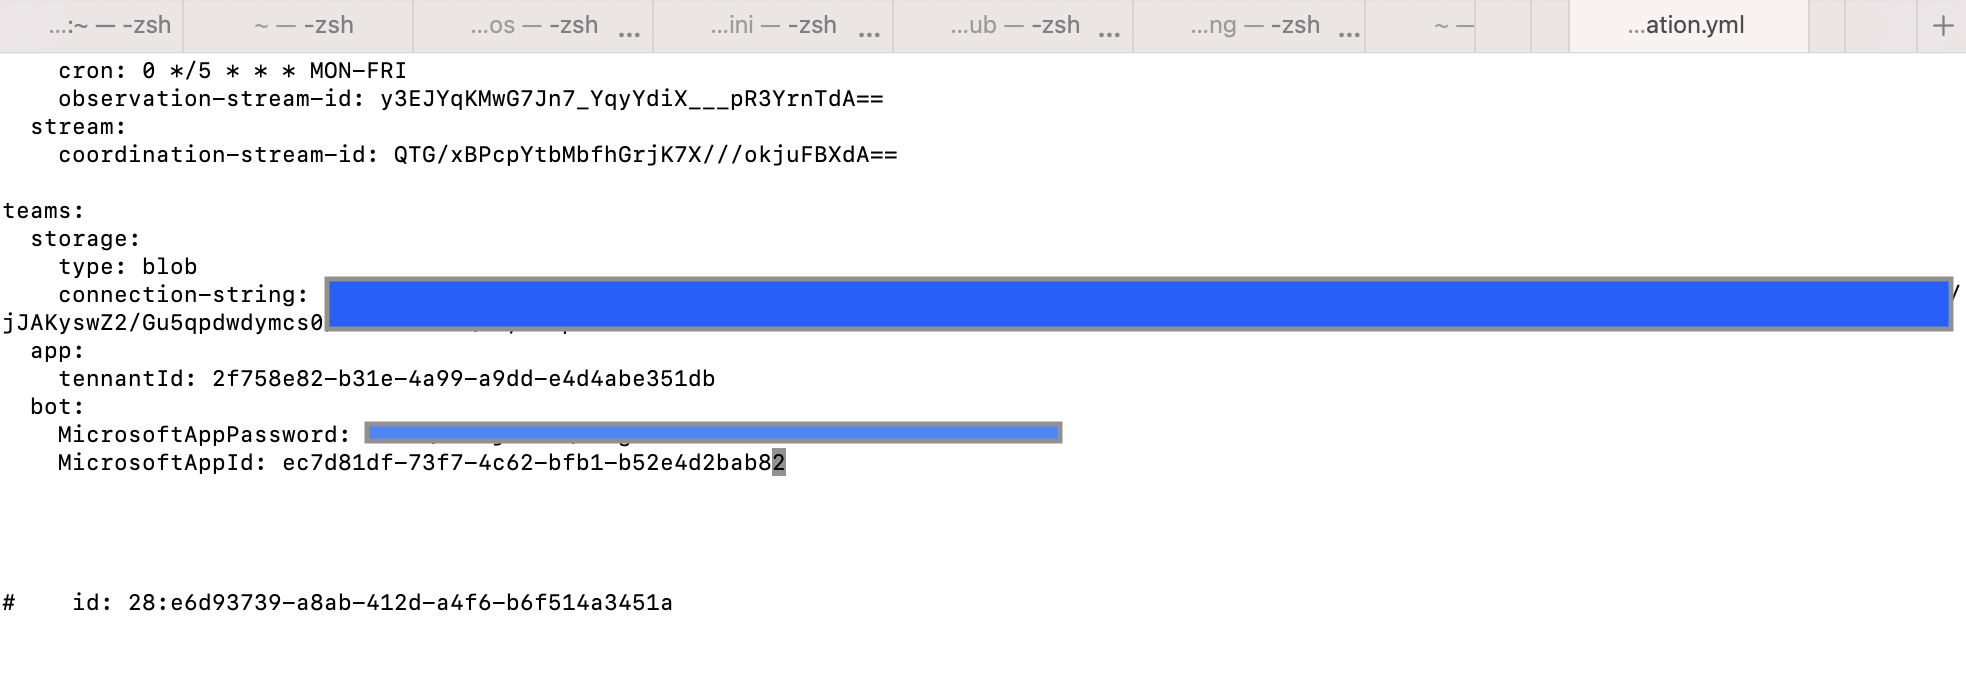 ...:~ — -zsh
~ — -zsh
...os — -zsh ...
...ini — -zsh ...
...ub — -zsh ...
...ng — -zsh ...
~ —
...ation.yml
+
cron: 0 */5 * * * MON-FRI
observation-stream-id: y3EJYqKMwG7Jn7_YqyYdiX___pR3YrnTdA==
stream:
coordination-stream-id: QTG/xBPcpYtbMbfhGrjK7X///okjuFBXdA==
teams:
storage:
type: blob
connection-string: /
jJAKyswZ2/Gu5qpdwdymcs0
app:
tennantId: 2f758e82-b31e-4a99-a9dd-e4d4abe351db
bot:
MicrosoftAppPassword:
MicrosoftAppId: ec7d81df-73f7-4c62-bfb1-b52e4d2bab82
# id: 28:e6d93739-a8ab-412d-a4f6-b6f514a3451a